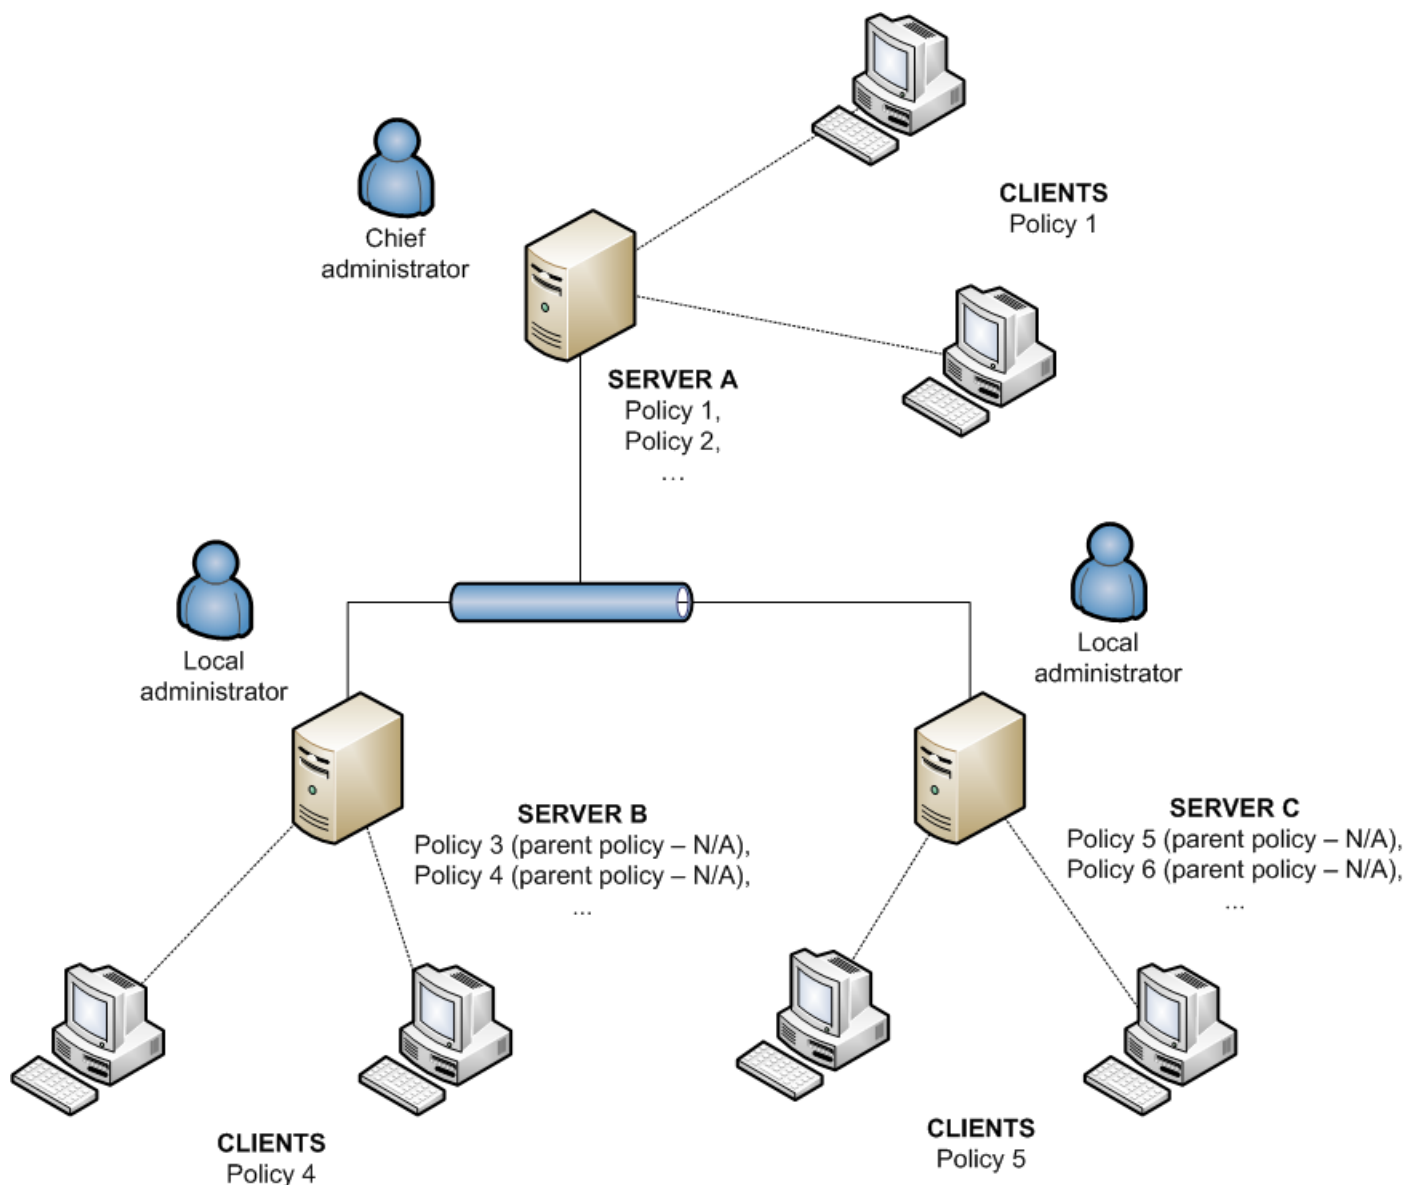 CLIENTS
Policy 1
Chief
administrator
SERVER A
Policy 1,
Policy 2,
...
Local
administrator
Local
administrator
SERVER B
Policy 3 (parent policy – N/A),
Policy 4 (parent policy – N/A),
...
SERVER C
Policy 5 (parent policy – N/A),
Policy 6 (parent policy – N/A),
...
CLIENTS
Policy 4
CLIENTS
Policy 5